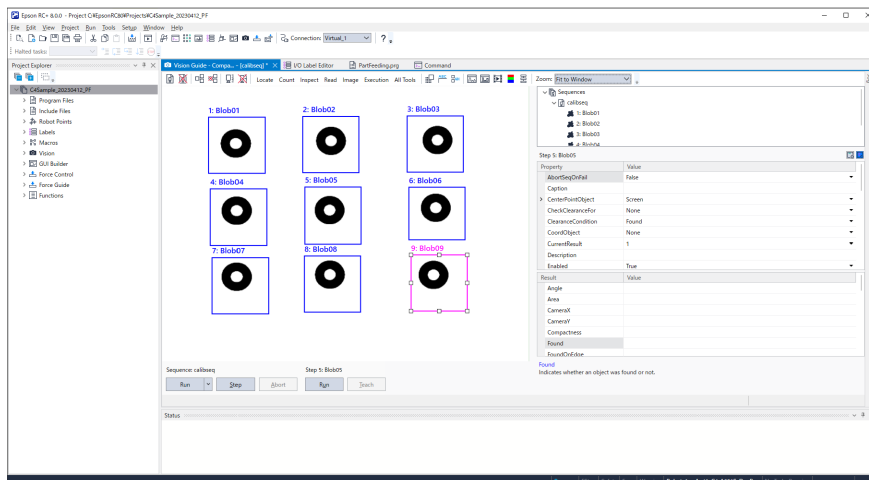 Epson RC+ 8.0.0 - Project C:¥EpsonRC80¥Projects¥C4Sample_20230412_PF
File Edit View Project Run Tools Setup Window Help
Connection: Virtual_1
Halted tasks:
Project Explorer
C4Sample_20230412_PF
Program Files
Include Files
Robot Points
Labels
Macros
Vision
GUI Builder
Force Control
Force Guide
Functions
Vision Guide - Compa... - [calibseq] *
I/O Label Editor
PartFeeding.prg
Command
Locate Count Inspect Read Image Execution All Tools
Zoom: Fit to Window
1: Blob01
2: Blob02
3: Blob03
4: Blob04
5: Blob05
6: Blob06
7: Blob07
8: Blob08
9: Blob09
Sequence: calibseq
Step 5: Blob05
Run Step Abort
Run Teach
Sequences
calibseq
1: Blob01
2: Blob02
3: Blob03
4: Blob04
Step 5: Blob05
Property Value
AbortSeqOnFail False
Caption
CenterPointObject Screen
CheckClearanceFor None
ClearanceCondition Found
CoordObject None
CurrentResult 1
Description
Enabled True
Result Value
Angle
Area
CameraX
CameraY
Compactness
Found
FoundOnEdge
Found
Indicates whether an object was found or not.
Status